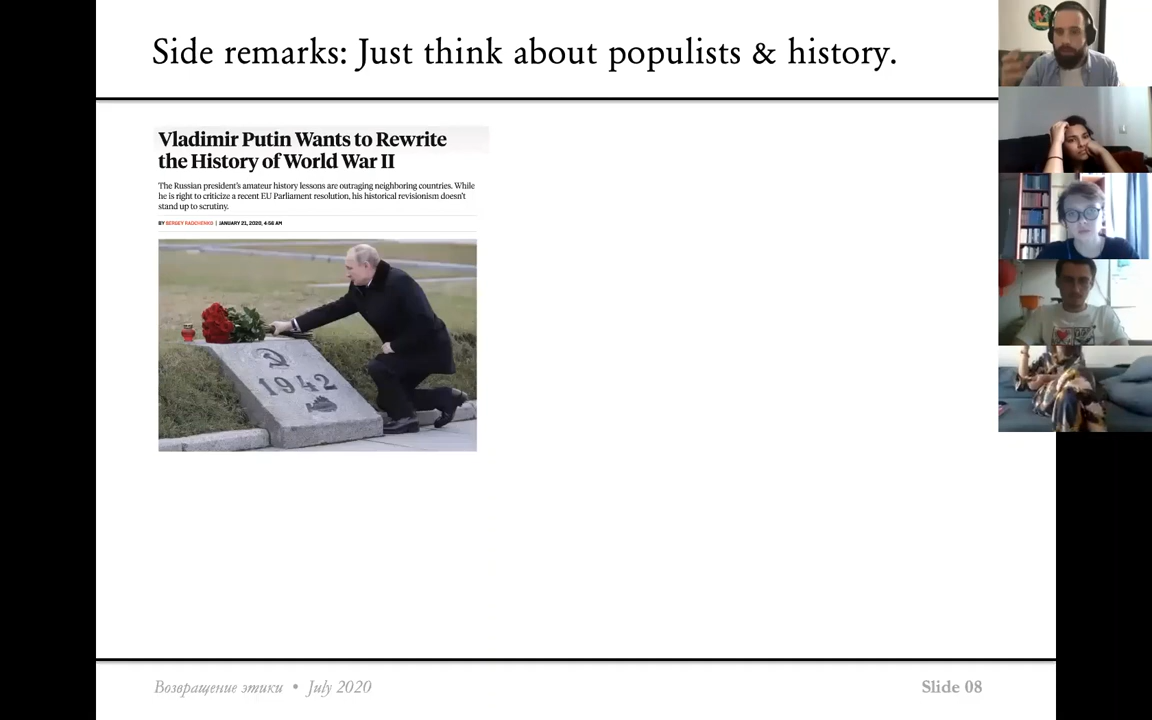 Side remarks: Just think about populists & history.
Vladimir Putin Wants to Rewrite
the History of World War II
The Russian president's amateur history lessons are outraging neighboring countries. While
he is right to criticize a recent EU Parliament resolution, his historical revisionism doesn't
stand up to scrutiny.
BY SERGEY RADCHENKO | JANUARY 21, 2020, 4:56 AM
1942
Возвращение этики • July 2020
Slide 08